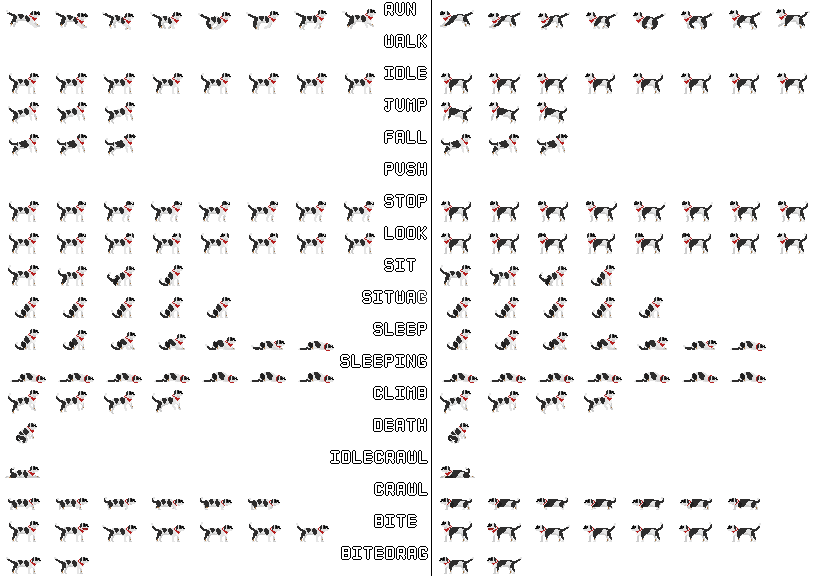 RUN
WALK
IDLE
JUMP
FALL
PUSH
STOP
LOOK
SIT
SITWAG
SLEEP
SLEEPING
CLIMB
DEATH
IDLECRAWL
CRAWL
BITE
BITEDRAG